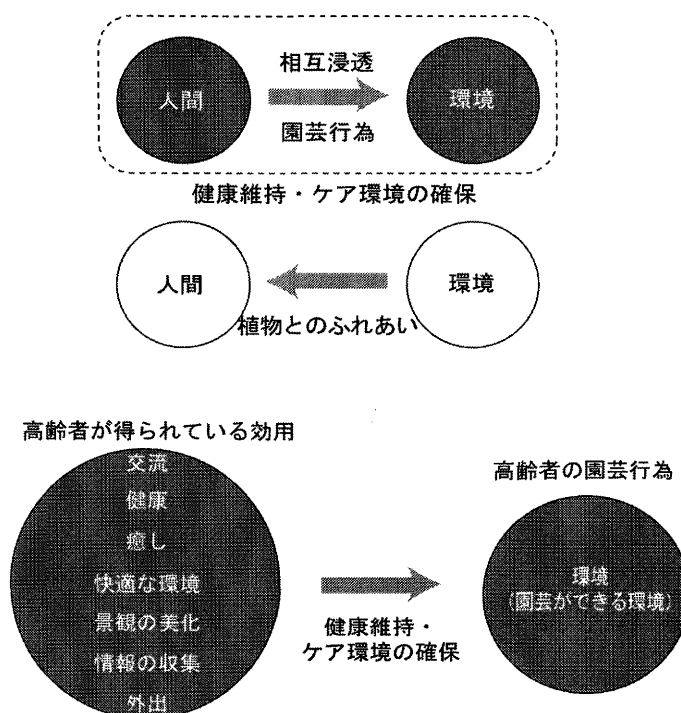 相互浸透
人間
環境
園芸行為
健康維持・ケア環境の確保
人間
環境
植物とのふれあい
高齢者が得られている効用
交流
健康
癒し
快適な環境
景観の美化
情報の収集
外出
高齢者の園芸行為
環境
(園芸ができる環境)
健康維持・
ケア環境の確保